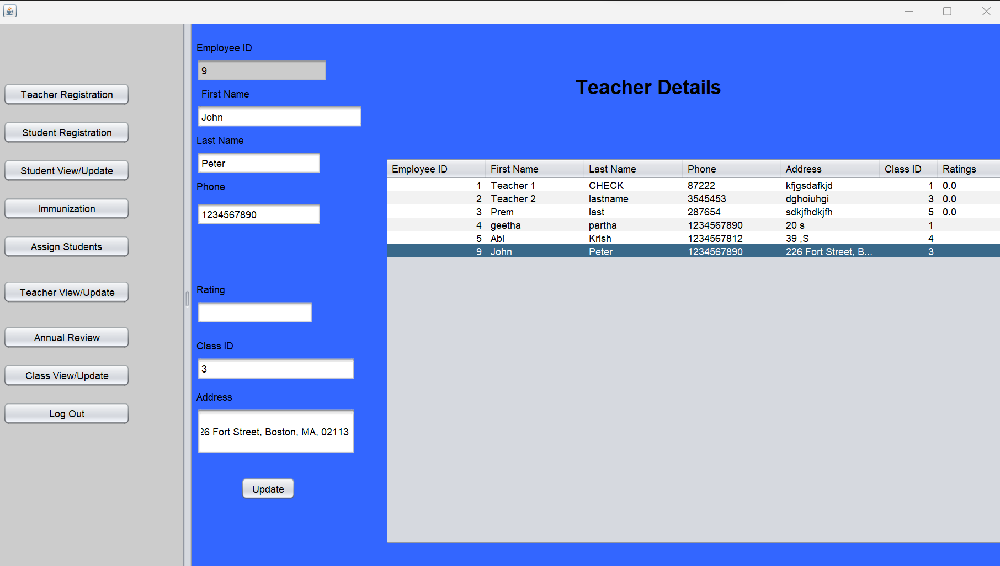 Teacher Registration
Student Registration
Student View/Update
Immunization
Assign Students
Teacher View/Update
Annual Review
Class View/Update
Log Out
Employee ID
9
First Name
John
Last Name
Peter
Phone
1234567890
Rating
Class ID
3
Address
26 Fort Street, Boston, MA, 02113
Update
Teacher Details
Employee ID First Name Last Name Phone Address Class ID Ratings
1 Teacher 1 CHECK 87222 kfjgsdafkjd 1 0.0
2 Teacher 2 lastname 3545453 dghoiuhgi 3 0.0
3 Prem last 287654 sdkjfhdkjfh 5 0.0
4 geetha partha 1234567890 20 s 1
5 Abi Krish 1234567812 39 ,S 4
9 John Peter 1234567890 226 Fort Street, B... 3